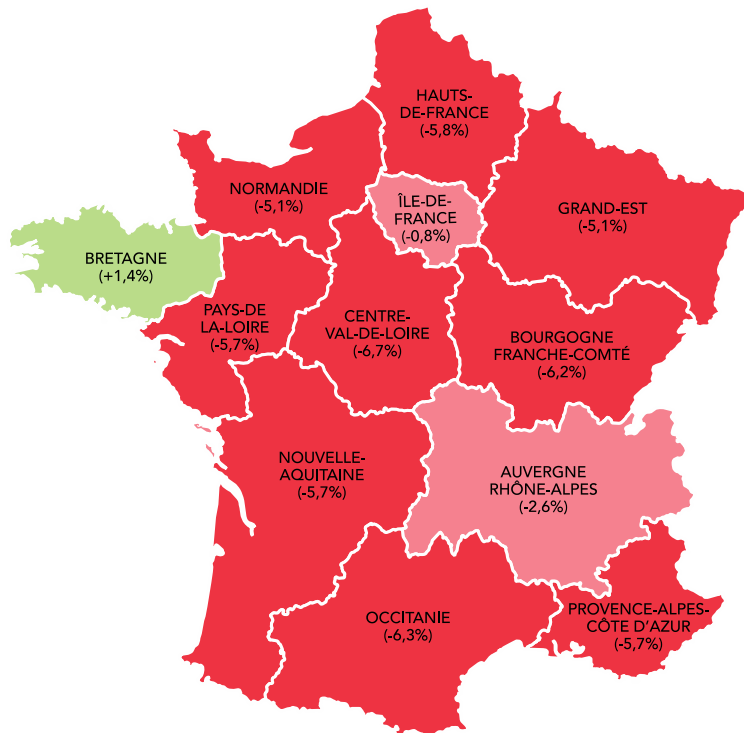 HAUTS-
DE-FRANCE
(-5,8%)
NORMANDIE
(-5,1%)
ÎLE-DE-
FRANCE
(-0,8%)
GRAND-EST
(-5,1%)
BRETAGNE
(+1,4%)
PAYS-DE
LA-LOIRE
(-5,7%)
CENTRE-
VAL-DE-LOIRE
(-6,7%)
BOURGOGNE
FRANCHE-COMTÉ
(-6,2%)
NOUVELLE-
AQUITAINE
(-5,7%)
AUVERGNE
RHÔNE-ALPES
(-2,6%)
OCCITANIE
(-6,3%)
PROVENCE-ALPES-
CÔTE D'AZUR
(-5,7%)